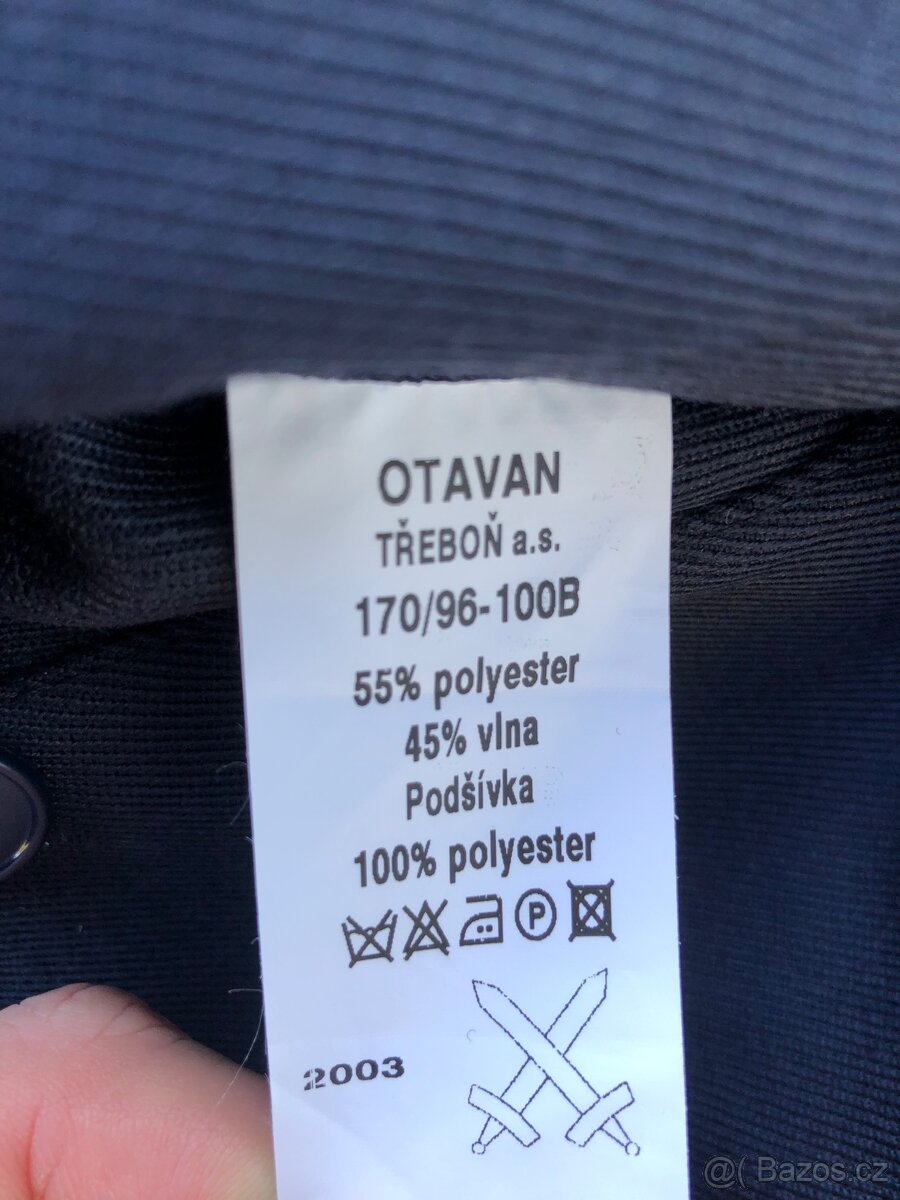 OTAVAN
TŘEBOŇ a.s.
170/96-100B
55% polyester
45% vlna
Podšívka
100% polyester
P
2003
@( Bazos.cz